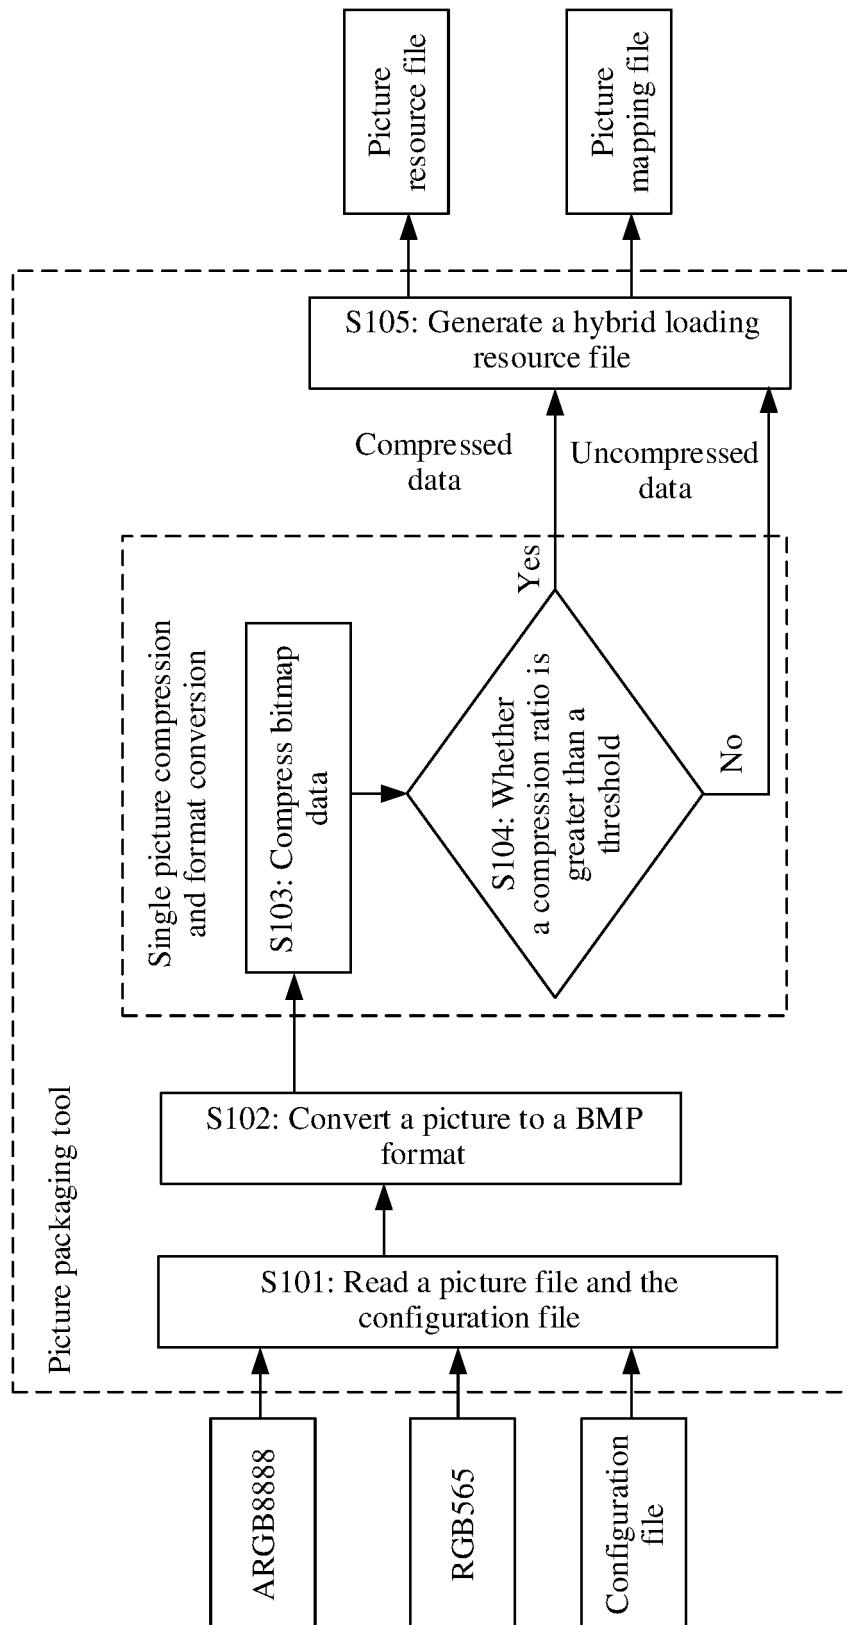 ARGB8888
RGB565
Configuration
file
Picture packaging tool
S101: Read a picture file and the
configuration file
S102: Convert a picture to a BMP
format
Single picture compression
and format conversion
S103: Compress bitmap
data
S104: Whether
a compression ratio is
greater than a
threshold
Yes
No
Compressed
data
Uncompressed
data
S105: Generate a hybrid loading
resource file
Picture
resource file
Picture
mapping file